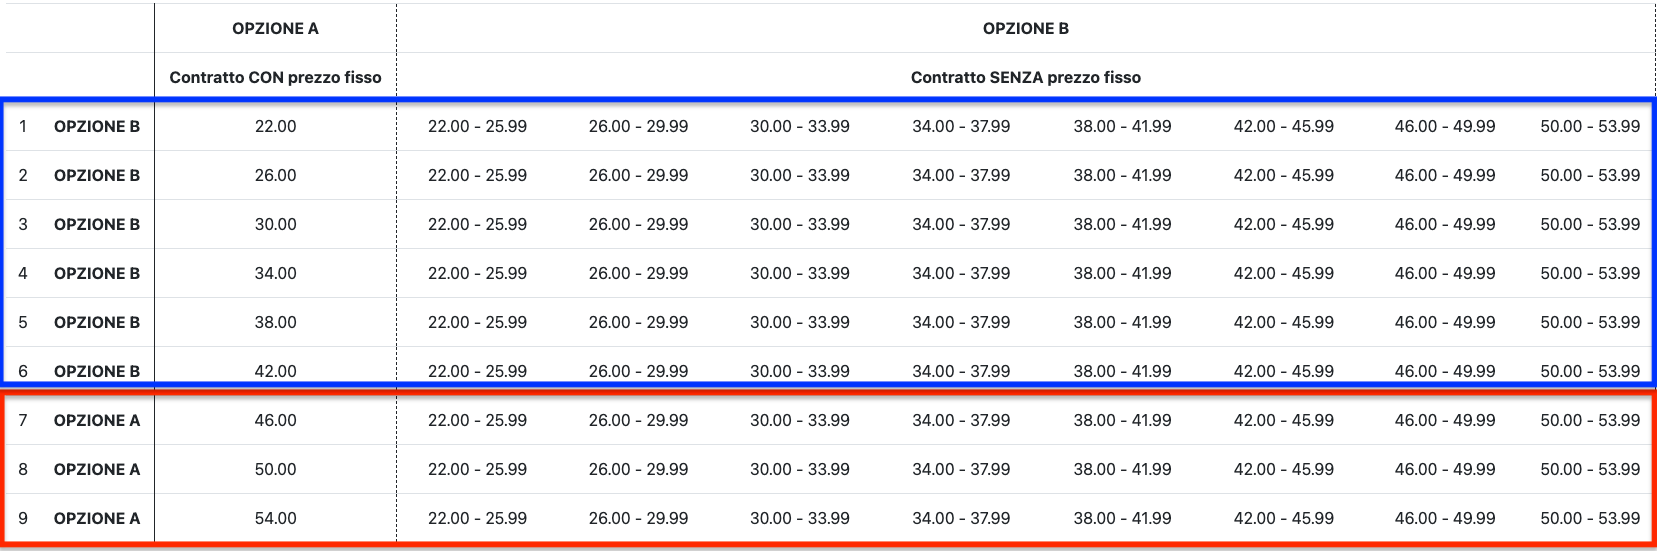 OPZIONE A OPZIONE B
Contratto CON prezzo fisso Contratto SENZA prezzo fisso
1 OPZIONE B 22.00 22.00 - 25.99 26.00 - 29.99 30.00 - 33.99 34.00 - 37.99 38.00 - 41.99 42.00 - 45.99 46.00 - 49.99 50.00 - 53.99
2 OPZIONE B 26.00 22.00 - 25.99 26.00 - 29.99 30.00 - 33.99 34.00 - 37.99 38.00 - 41.99 42.00 - 45.99 46.00 - 49.99 50.00 - 53.99
3 OPZIONE B 30.00 22.00 - 25.99 26.00 - 29.99 30.00 - 33.99 34.00 - 37.99 38.00 - 41.99 42.00 - 45.99 46.00 - 49.99 50.00 - 53.99
4 OPZIONE B 34.00 22.00 - 25.99 26.00 - 29.99 30.00 - 33.99 34.00 - 37.99 38.00 - 41.99 42.00 - 45.99 46.00 - 49.99 50.00 - 53.99
5 OPZIONE B 38.00 22.00 - 25.99 26.00 - 29.99 30.00 - 33.99 34.00 - 37.99 38.00 - 41.99 42.00 - 45.99 46.00 - 49.99 50.00 - 53.99
6 OPZIONE B 42.00 22.00 - 25.99 26.00 - 29.99 30.00 - 33.99 34.00 - 37.99 38.00 - 41.99 42.00 - 45.99 46.00 - 49.99 50.00 - 53.99
7 OPZIONE A 46.00 22.00 - 25.99 26.00 - 29.99 30.00 - 33.99 34.00 - 37.99 38.00 - 41.99 42.00 - 45.99 46.00 - 49.99 50.00 - 53.99
8 OPZIONE A 50.00 22.00 - 25.99 26.00 - 29.99 30.00 - 33.99 34.00 - 37.99 38.00 - 41.99 42.00 - 45.99 46.00 - 49.99 50.00 - 53.99
9 OPZIONE A 54.00 22.00 - 25.99 26.00 - 29.99 30.00 - 33.99 34.00 - 37.99 38.00 - 41.99 42.00 - 45.99 46.00 - 49.99 50.00 - 53.99